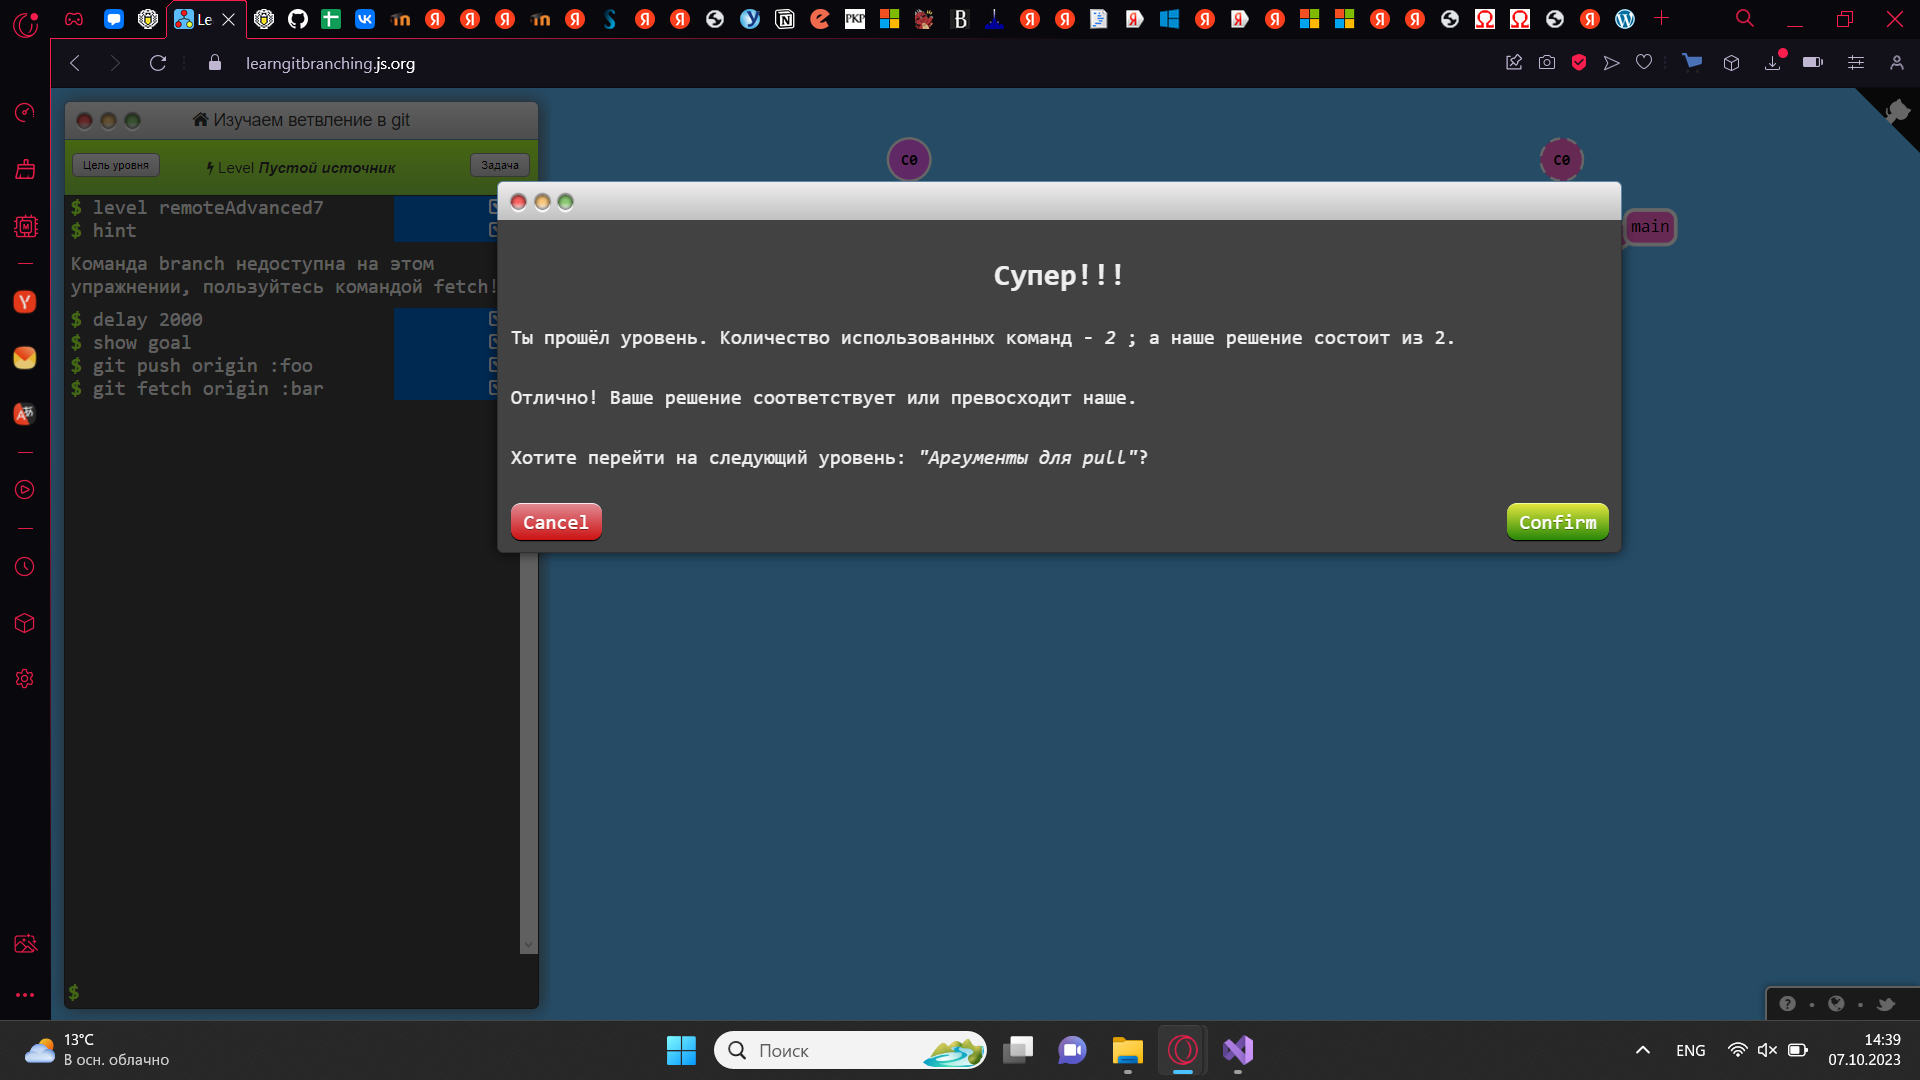 Le
learngitbranching.js.org
Изучаем ветвление в git
Цель уровня
Level Пустой источник
Задача
$ level remoteAdvanced7
$ hint
Команда branch недоступна на этом
упражнении, пользуйтесь командой fetch!
$ delay 2000
$ show goal
$ git push origin :foo
$ git fetch origin :bar
$
C0
C0
main
Супер!!!
Ты прошёл уровень. Количество использованных команд - 2 ; а наше решение состоит из 2.
Отлично! Ваше решение соответствует или превосходит наше.
Хотите перейти на следующий уровень: "Аргументы для pull"?
Cancel
Confirm
13°C
В осн. облачно
Поиск
ENG
14:39
07.10.2023